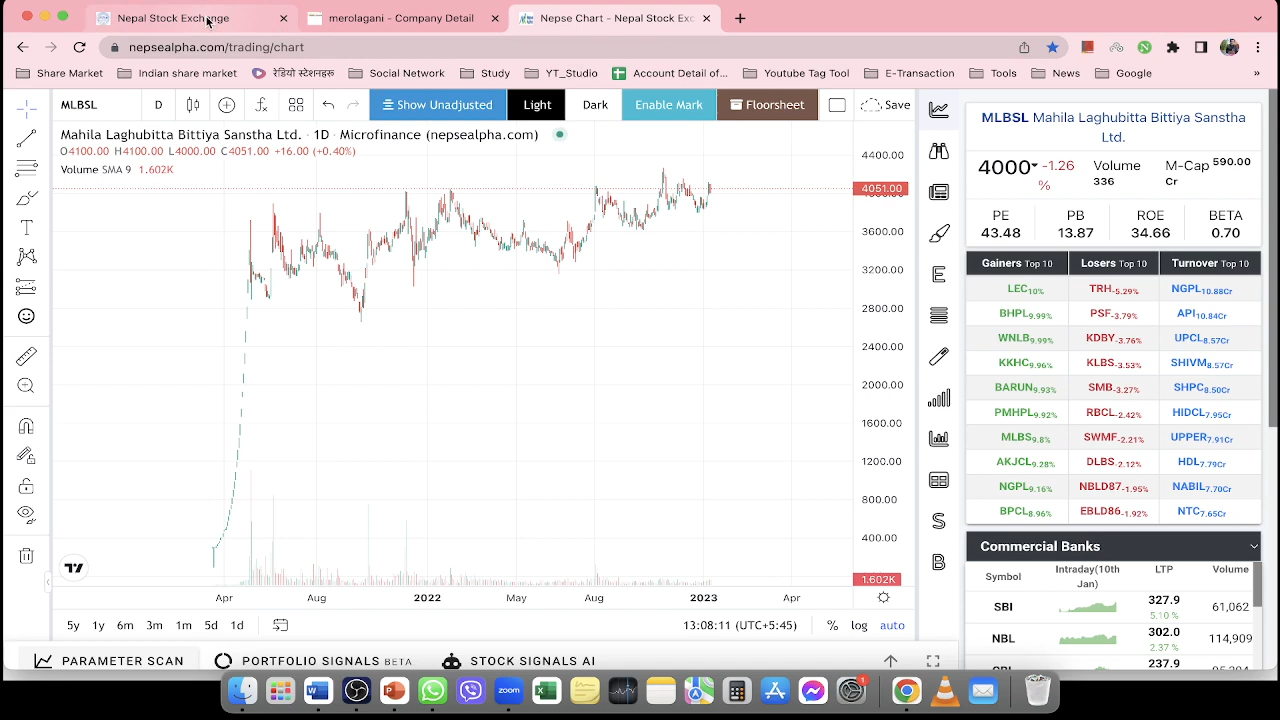 Nepal Stock Exchange
merolagani - Company Detail
Nepse Chart - Nepal Stock Exc
nepsealpha.com/trading/chart
Share Market
Indian share market
रेडियो स्टेशनहरू
Social Network
Study
YT_Studio
Account Detail of...
Youtube Tag Tool
E-Transaction
Tools
News
Google
»
MLBSL
D
Show Unadjusted
Light
Dark
Enable Mark
Floorsheet
Save
Mahila Laghubitta Bittiya Sanstha Ltd. · 1D · Microfinance (nepsealpha.com)
O4100.00 H4100.00 L4000.00 C4051.00 +16.00 (+0.40%)
Volume SMA 9 1.602K
4400.00
4051.00
3600.00
3200.00
2800.00
2400.00
2000.00
1600.00
1200.00
800.00
400.00
1.602K
Apr Aug 2022 May Aug 2023 Apr
5y 1y 6m 3m 1m 5d 1d
13:08:11 (UTC+5:45)
% log auto
PARAMETER SCAN
PORTFOLIO SIGNALS BETA
STOCK SIGNALS AI
MLBSL Mahila Laghubitta Bittiya Sanstha
Ltd.
4000 -1.26 %
Volume 336
M-Cap 590.00 Cr
PE PB ROE BETA
43.48 13.87 34.66 0.70
Gainers Top 10 Losers Top 10 Turnover Top 10
LEC10% TRH-5.29% NGPL10.88Cr
BHPL9.99% PSF-3.79% API10.84Cr
WNLB9.99% KDBY-3.76% UPCL8.57Cr
KKHC9.96% KLBS-3.53% SHIVM8.57Cr
BARUN9.93% SMB-3.27% SHPC8.50Cr
PMHPL9.92% RBCL-2.42% HIDCL7.95Cr
MLBS9.8% SWMF-2.21% UPPER7.91Cr
AKJCL9.28% DLBS-2.12% HDL7.79Cr
NGPL9.16% NBLD87-1.95% NABIL7.70Cr
BPCL8.96% EBLD86-1.92% NTC7.65Cr
Commercial Banks
Symbol Intraday(10th Jan) LTP Volume
SBI 327.9 61,062
5.10 %
NBL 302.0 114,909
2.37 %
237.9
zoom
1